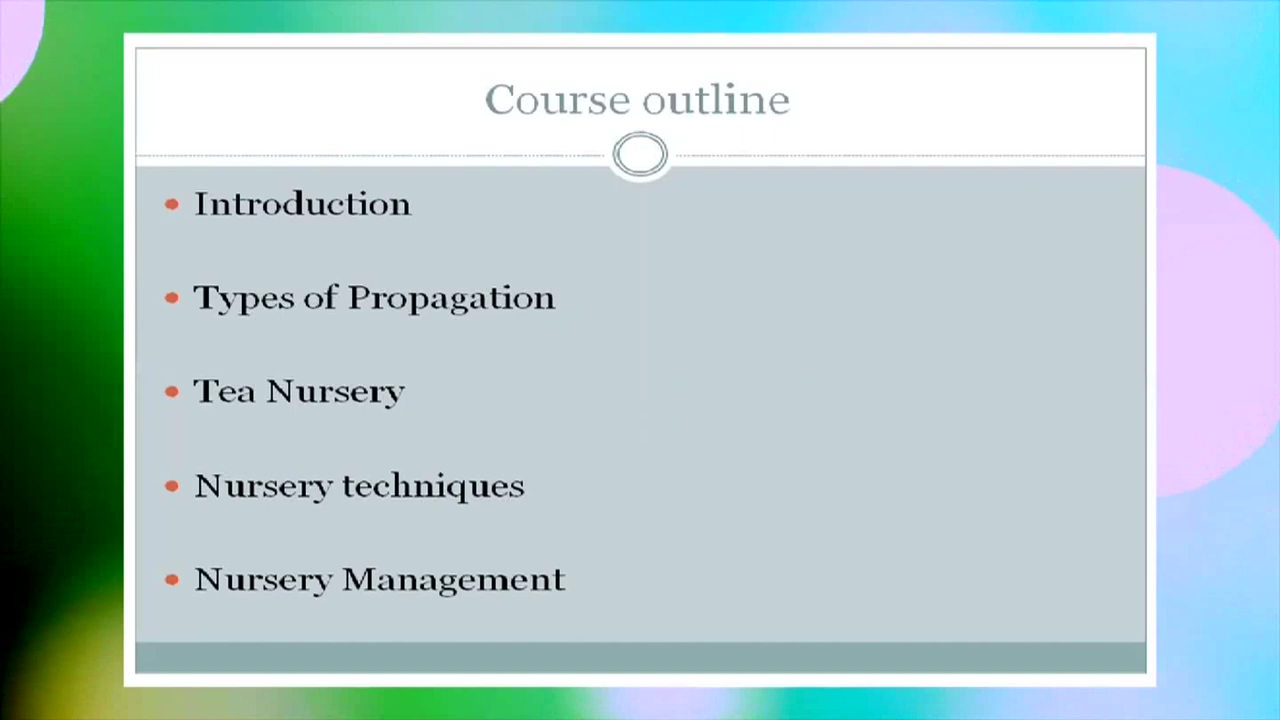 Course outline
Introduction
Types of Propagation
Tea Nursery
Nursery techniques
Nursery Management